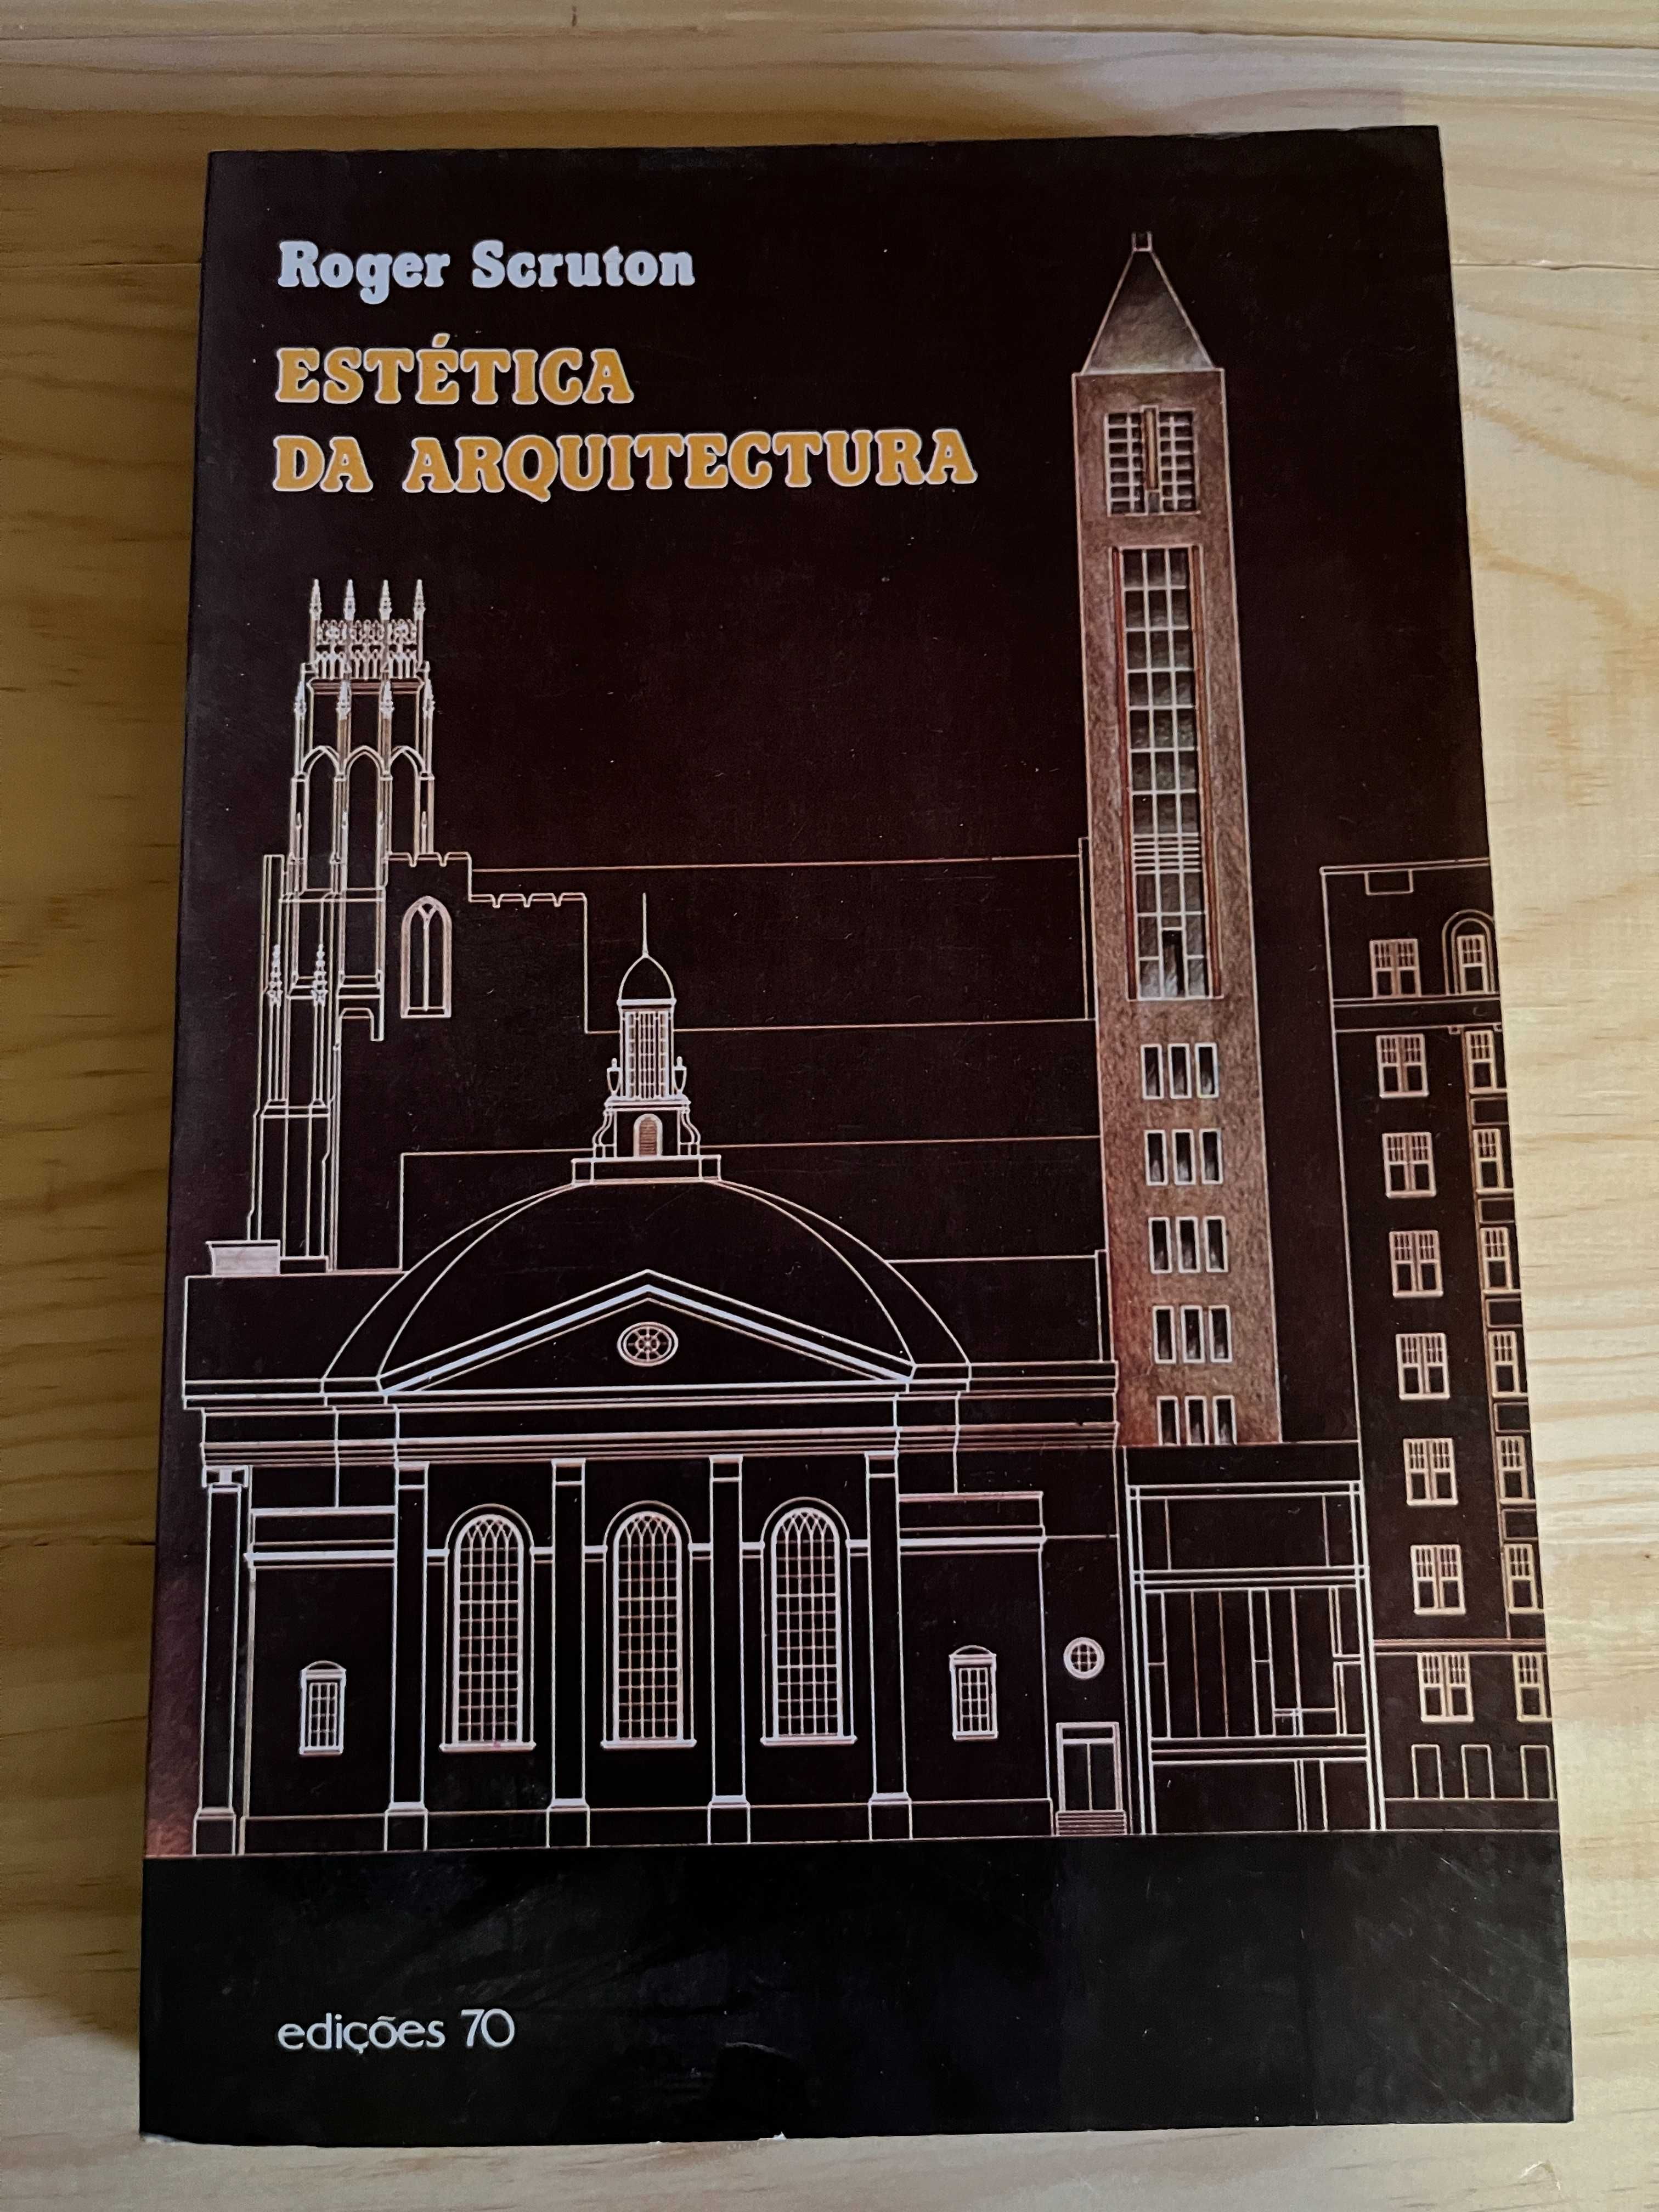 Roger Scruton
ESTÉTICA
DA ARQUITECTURA
edições 70